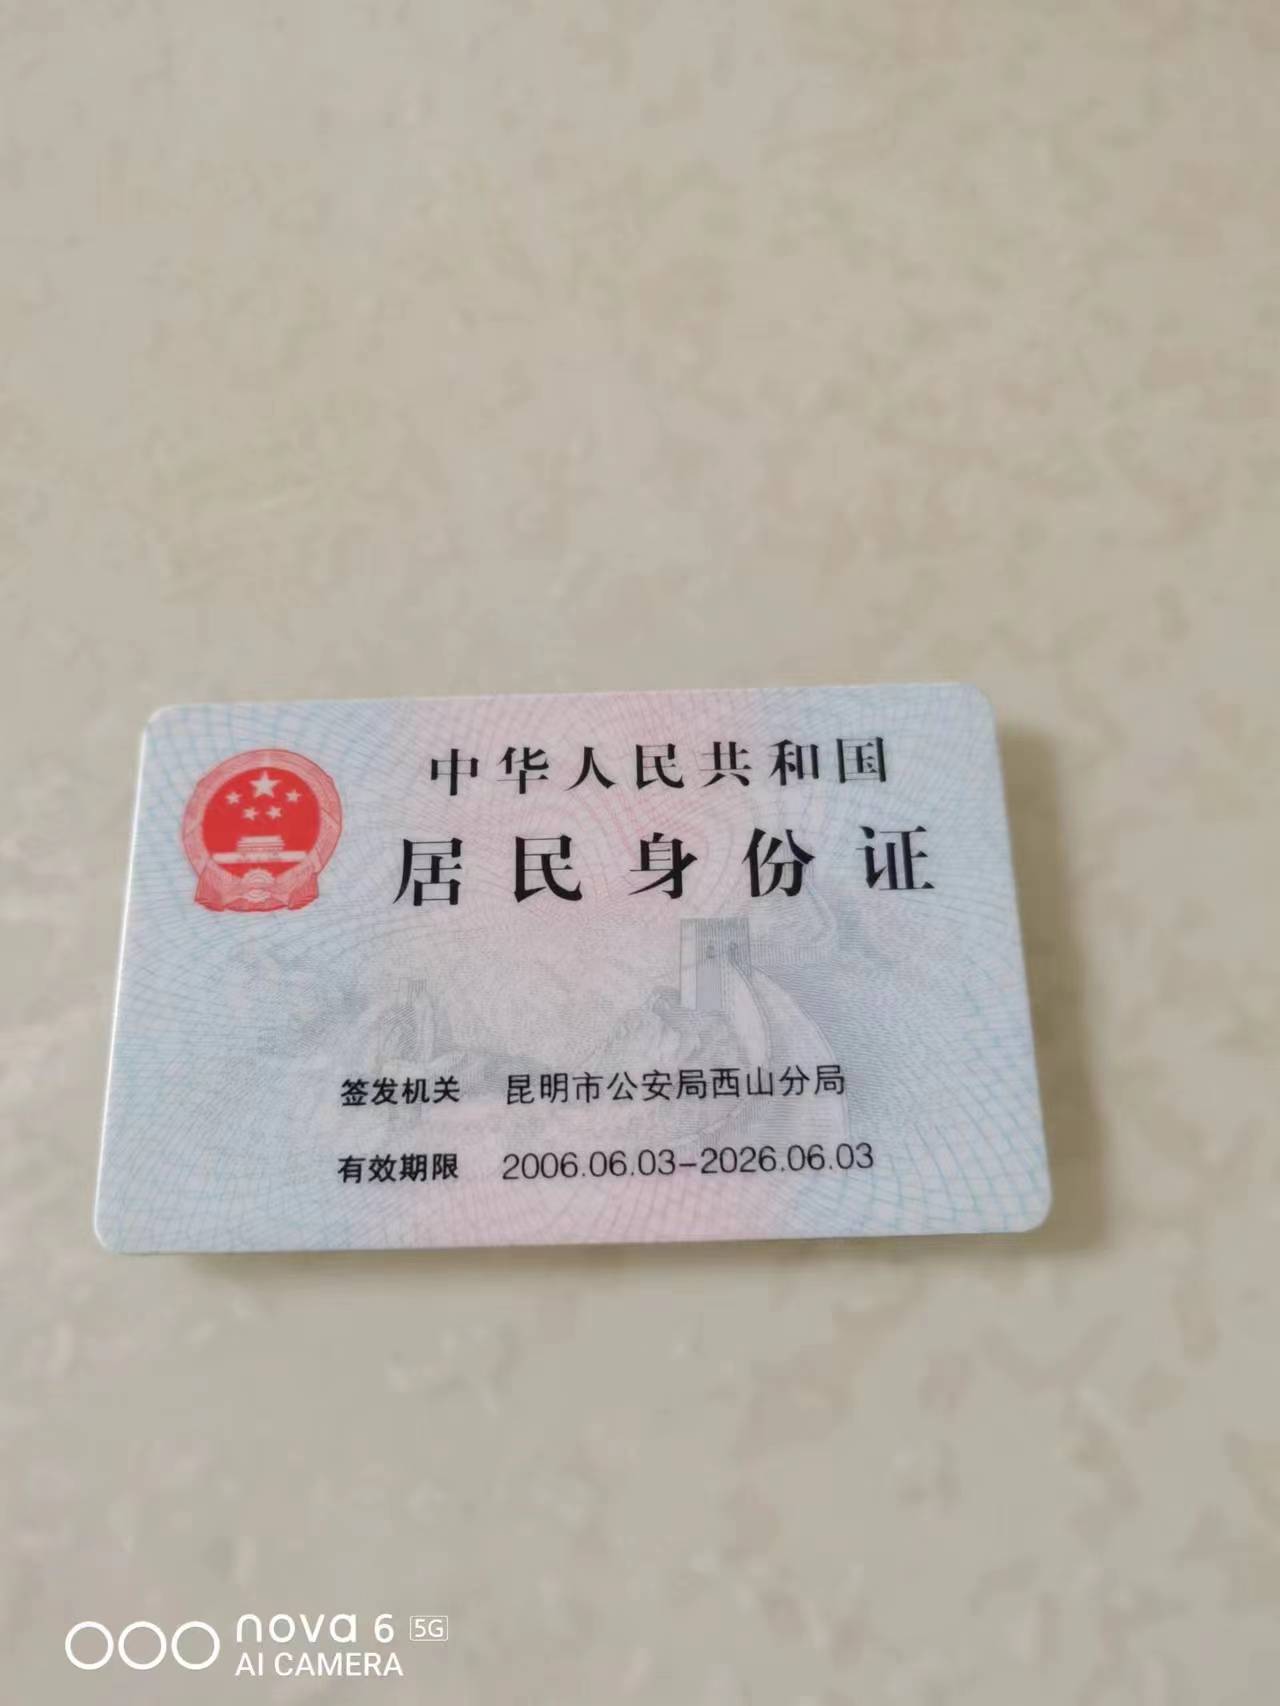 中华人民共和国
居民身份证
签发机关 昆明市公安局西山分局
有效期限 2006.06.03-2026.06.03
nova 6 5G
AI CAMERA